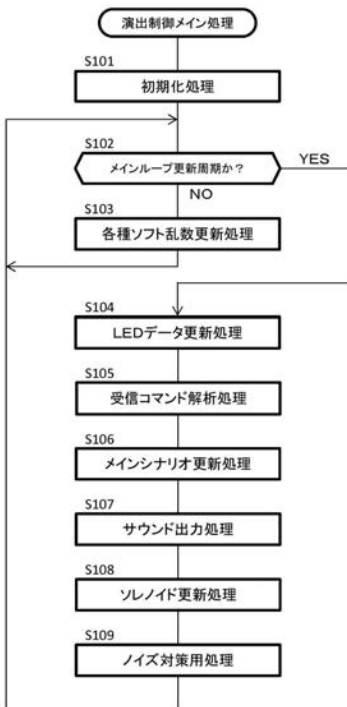 演出制御メイン処理
S101
初期化処理
S102
メインループ更新周期か？
YES
NO
S103
各種ソフト乱数更新処理
S104
LEDデータ更新処理
S105
受信コマンド解析処理
S106
メインシナリオ更新処理
S107
サウンド出力処理
S108
ソレノイド更新処理
S109
ノイズ対策用処理